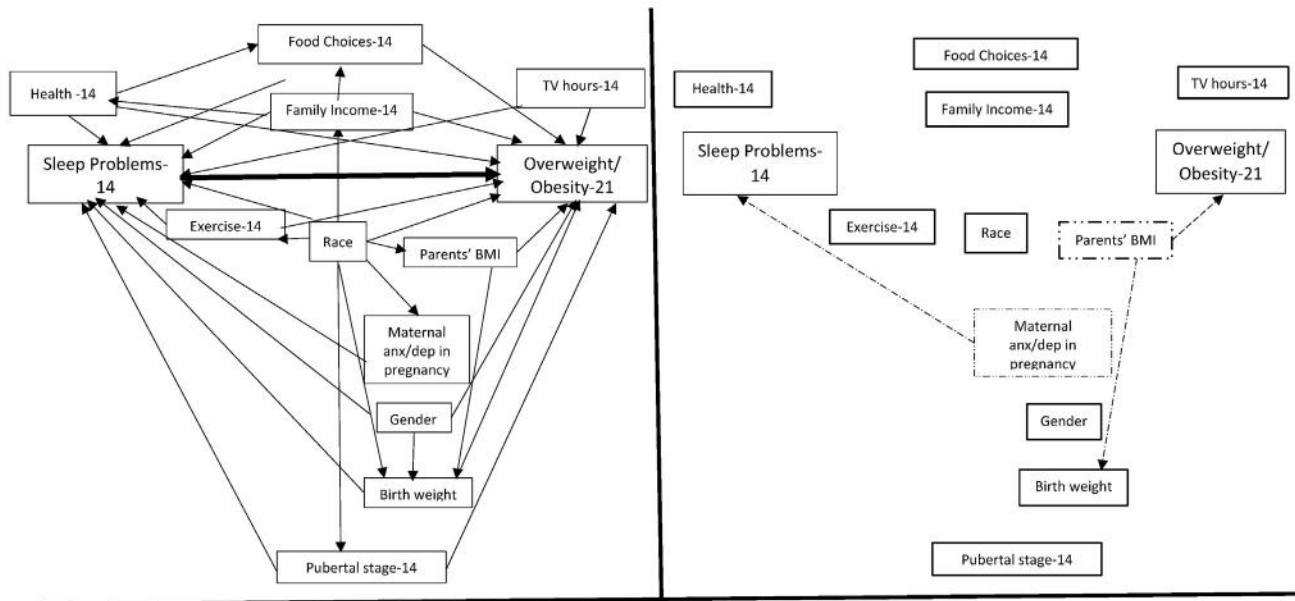 Food Choices-14
Health -14
TV hours-14
Family Income-14
Sleep Problems-
14
Overweight/
Obesity-21
Exercise-14
Race
Parents' BMI
Maternal
anx/dep in
pregnancy
Gender
Birth weight
Pubertal stage-14
Food Choices-14
Health-14
TV hours-14
Family Income-14
Sleep Problems-
14
Overweight/
Obesity-21
Exercise-14
Race
Parents' BMI
Maternal
anx/dep in
pregnancy
Gender
Birth weight
Pubertal stage-14